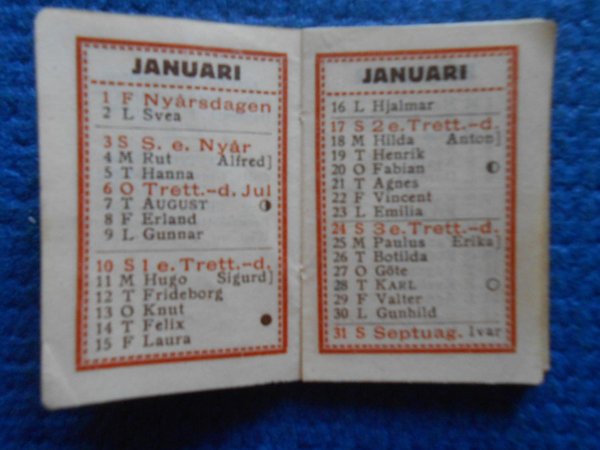 JANUARI
1 F Nyårsdagen
2 L Svea
3 S S. e. Nyår
4 M Rut Alfred]
5 T Hanna
6 O Trett.-d. Jul
7 T AUGUST
8 F Erland
9 L Gunnar
10 S 1 e. Trett.-d.
11 M Hugo Sigurd]
12 T Frideborg
13 O Knut
14 T Felix
15 F Laura
JANUARI
16 L Hjalmar
17 S 2 e. Trett.-d.
18 M Hilda Anton]
19 T Henrik
20 O Fabian
21 T Agnes
22 F Vincent
23 L Emilia
24 S 3 e. Trett.-d.
25 M Paulus Erika]
26 T Botilda
27 O Göte
28 T KARL
29 F Valter
30 L Gunhild
31 S Septuag. Ivar